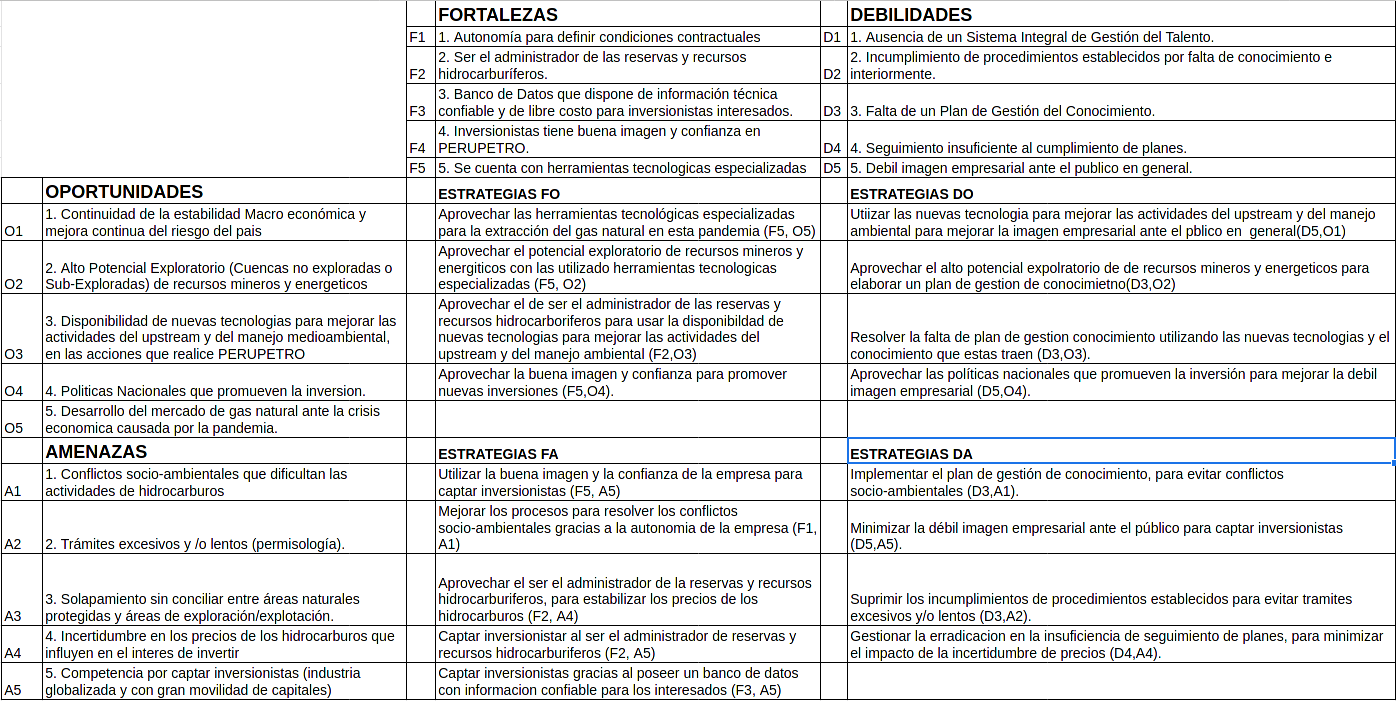 FORTALEZAS
DEBILIDADES
F1
1. Autonomía para definir condiciones contractuales
D1
1. Ausencia de un Sistema Integral de Gestión del Talento.
F2
2. Ser el administrador de las reservas y recursos
hidrocarburíferos.
D2
2. Incumplimiento de procedimientos establecidos por falta de conocimiento e
interiormente.
F3
3. Banco de Datos que dispone de información técnica
confiable y de libre costo para inversionistas interesados.
D3
3. Falta de un Plan de Gestión del Conocimiento.
F4
4. Inversionistas tiene buena imagen y confianza en
PERUPETRO.
D4
4. Seguimiento insuficiente al cumplimiento de planes.
F5
5. Se cuenta con herramientas tecnologicas especializadas
D5
5. Debil imagen empresarial ante el publico en general.
OPORTUNIDADES
ESTRATEGIAS FO
ESTRATEGIAS DO
O1
1. Continuidad de la estabilidad Macro económica y
mejora continua del riesgo del pais
Aprovechar las herramientas tecnológicas especializadas
para la extracción del gas natural en esta pandemia (F5, O5)
Utiizar las nuevas tecnologia para mejorar las actividades del upstream y del manejo
ambiental para mejorar la imagen empresarial ante el pblico en general(D5,O1)
O2
2. Alto Potencial Exploratorio (Cuencas no exploradas o
Sub-Exploradas) de recursos mineros y energeticos
Aprovechar el potencial exploratorio de recursos mineros y
energiticos con las utilizado herramientas tecnologicas
especializadas (F5, O2)
Aprovechar el alto potencial expolratorio de de recursos mineros y energeticos para
elaborar un plan de gestion de conocimietno(D3,O2)
O3
3. Disponibilidad de nuevas tecnologias para mejorar las
actividades del upstream y del manejo medioambiental,
en las acciones que realice PERUPETRO
Aprovechar el de ser el administrador de las reservas y
recursos hidrocarboriferos para usar la disponibildad de
nuevas tecnologias para mejorar las actividades del
upstream y del manejo ambiental (F2,O3)
Resolver la falta de plan de gestion conocimiento utilizando las nuevas tecnologias y el
conocimiento que estas traen (D3,O3).
O4
4. Politicas Nacionales que promueven la inversion.
Aprovechar la buena imagen y confianza para promover
nuevas inversiones (F5,O4).
Aprovechar las políticas nacionales que promueven la inversión para mejorar la debil
imagen empresarial (D5,O4).
O5
5. Desarrollo del mercado de gas natural ante la crisis
economica causada por la pandemia.
AMENAZAS
ESTRATEGIAS FA
ESTRATEGIAS DA
A1
1. Conflictos socio-ambientales que dificultan las
actividades de hidrocarburos
Utilizar la buena imagen y la confianza de la empresa para
captar inversionistas (F5, A5)
Implementar el plan de gestión de conocimiento, para evitar conflictos
socio-ambientales (D3,A1).
A2
2. Trámites excesivos y /o lentos (permisología).
Mejorar los procesos para resolver los conflictos
socio-ambientales gracias a la autonomia de la empresa (F1,
A1)
Minimizar la débil imagen empresarial ante el público para captar inversionistas
(D5,A5).
A3
3. Solapamiento sin conciliar entre áreas naturales
protegidas y áreas de exploración/explotación.
Aprovechar el ser el administrador de la reservas y recursos
hidrocarburiferos, para estabilizar los precios de los
hidrocarburos (F2, A4)
Suprimir los incumplimientos de procedimientos establecidos para evitar tramites
excesivos y/o lentos (D3,A2).
A4
4. Incertidumbre en los precios de los hidrocarburos que
influyen en el interes de invertir
Captar inversionistar al ser el administrador de reservas y
recursos hidrocarburiferos (F2, A5)
Gestionar la erradicacion en la insuficiencia de seguimiento de planes, para minimizar
el impacto de la incertidumbre de precios (D4,A4).
A5
5. Competencia por captar inversionistas (industria
globalizada y con gran movilidad de capitales)
Captar inversionistas gracias al poseer un banco de datos
con informacion confiable para los interesados (F3, A5)